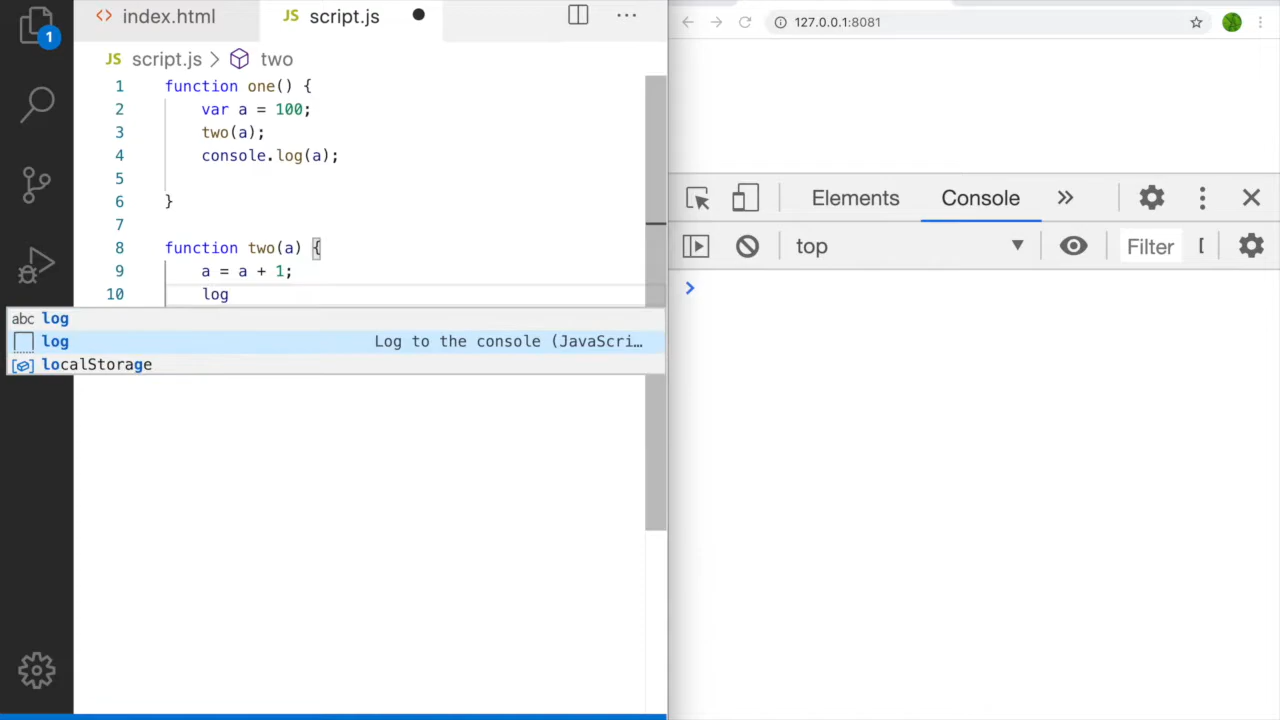 1
<> index.html JS script.js ● ···
JS script.js > two
1 function one() {
2 var a = 100;
3 two(a);
4 console.log(a);
5
6 }
7
8 function two(a) {
9 a = a + 1;
10 log
abc log
log Log to the console (JavaScri…
localStorage
127.0.0.1:8081
Elements Console »
top ▼ Filter [
>